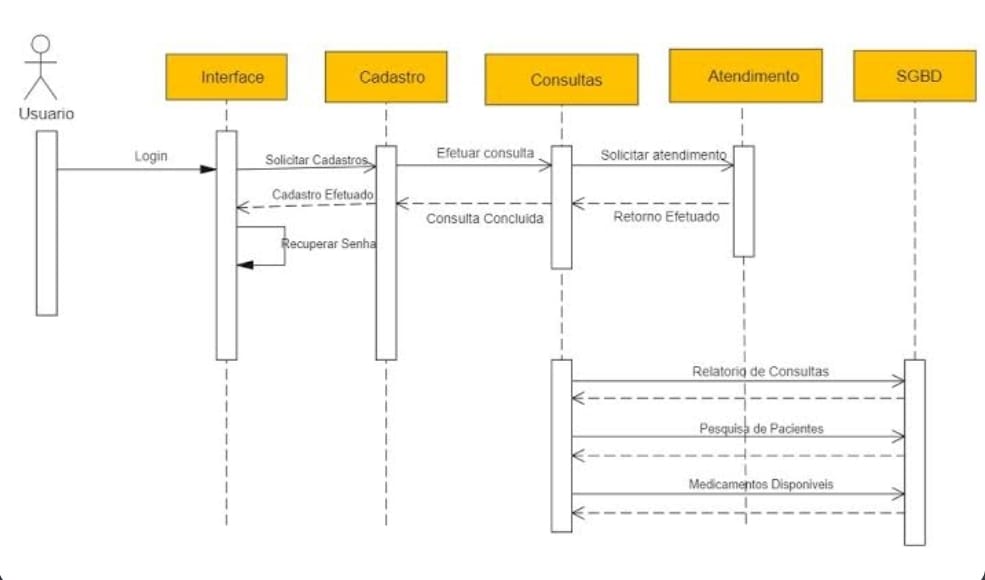 Usuario
Interface
Cadastro
Consultas
Atendimento
SGBD
Login
Solicitar Cadastros
Efetuar consulta
Solicitar atendimento
Cadastro Efetuado
Consulta Concluida
Retorno Efetuado
Recuperar Senha
Relatorio de Consultas
Pesquisa de Pacientes
Medicamentos Disponiveis